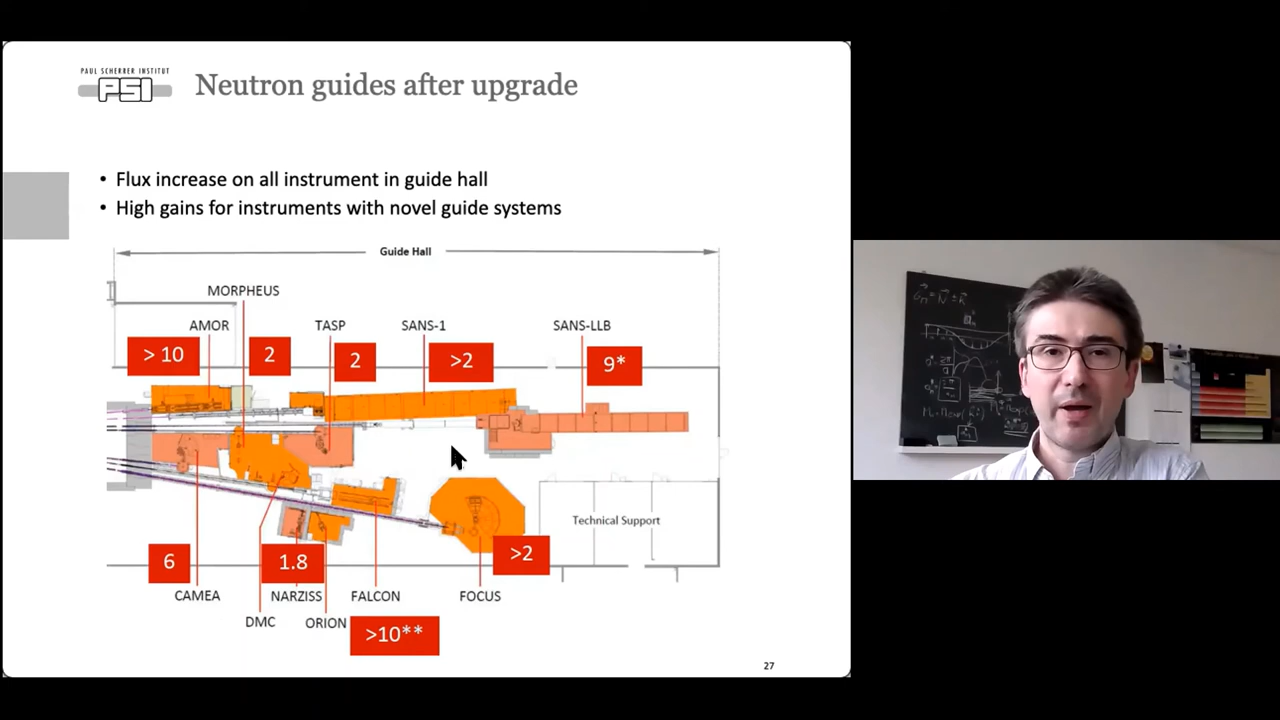 PAUL SCHERRER INSTITUT
PSI
Neutron guides after upgrade
• Flux increase on all instrument in guide hall
• High gains for instruments with novel guide systems
Guide Hall
MORPHEUS
AMOR
TASP
SANS-1
SANS-LLB
> 10
2
2
>2
9*
Technical Support
6
1.8
>2
CAMEA
NARZISS
FALCON
FOCUS
DMC
ORION
>10**
27